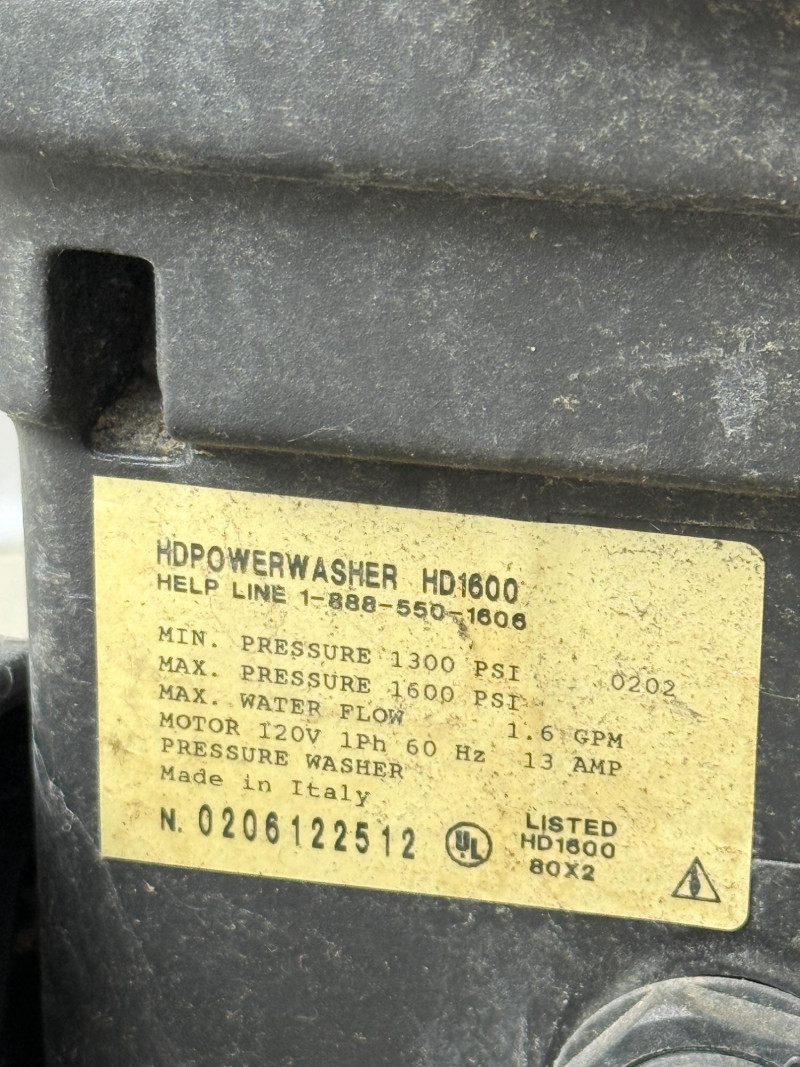 HDPOWERWASHER HD1600
HELP LINE 1-888-550-1606
MIN. PRESSURE 1300 PSI 0202
MAX. PRESSURE 1600 PSI
MAX. WATER FLOW 1.6 GPM
MOTOR 120V 1Ph 60 Hz 13 AMP
PRESSURE WASHER
Made in Italy
N. 0206122512 UL LISTED
HD1600
80X2